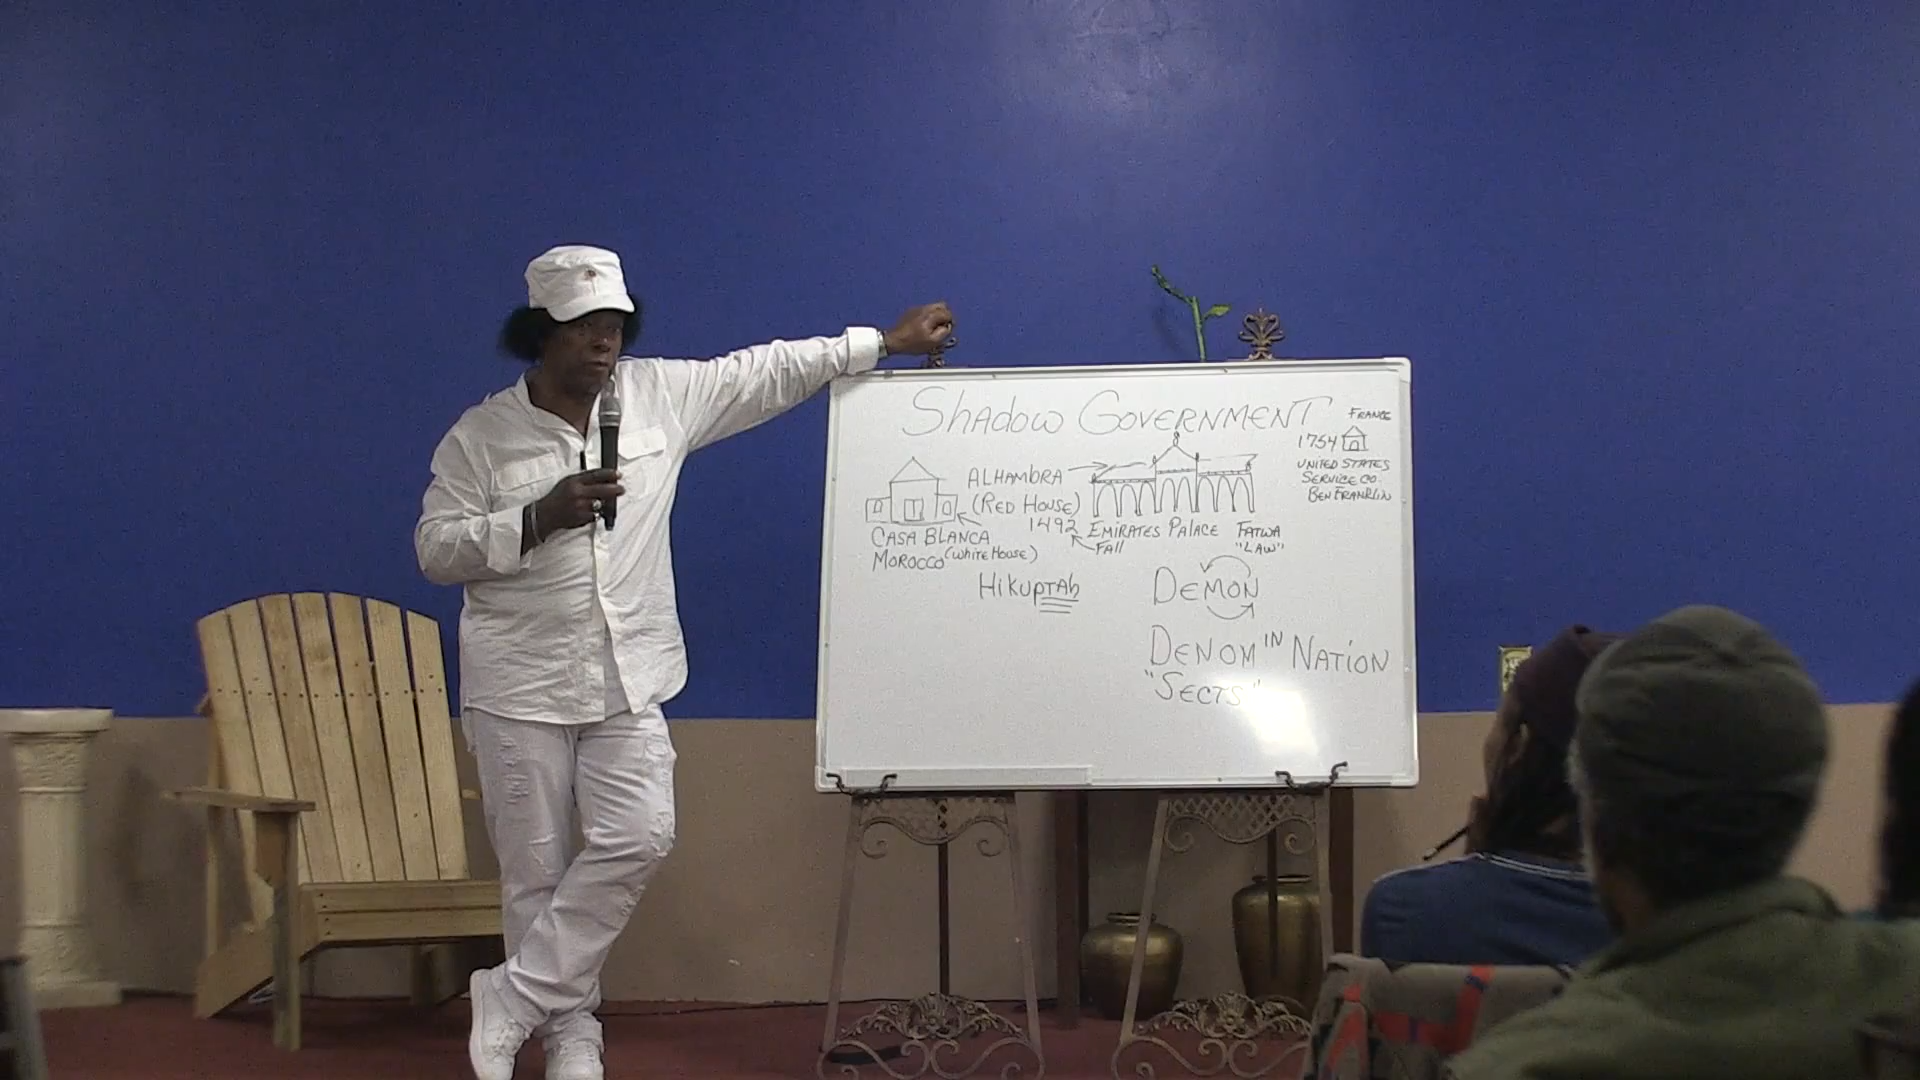 Shadow GOVERNMENT
FRANCE
1754
UNITED STATES
SERVICE CO.
BEN FRANKLIN
ALHAMBRA
(RED HOUSE)
1492
Fall
CASA BLANCA
MOROCCO (WHITE HOUSE)
EMIRATES PALACE
FATWA
"LAW"
HikupTAh
DEMON
DENOM IN NATION
"SECTS"